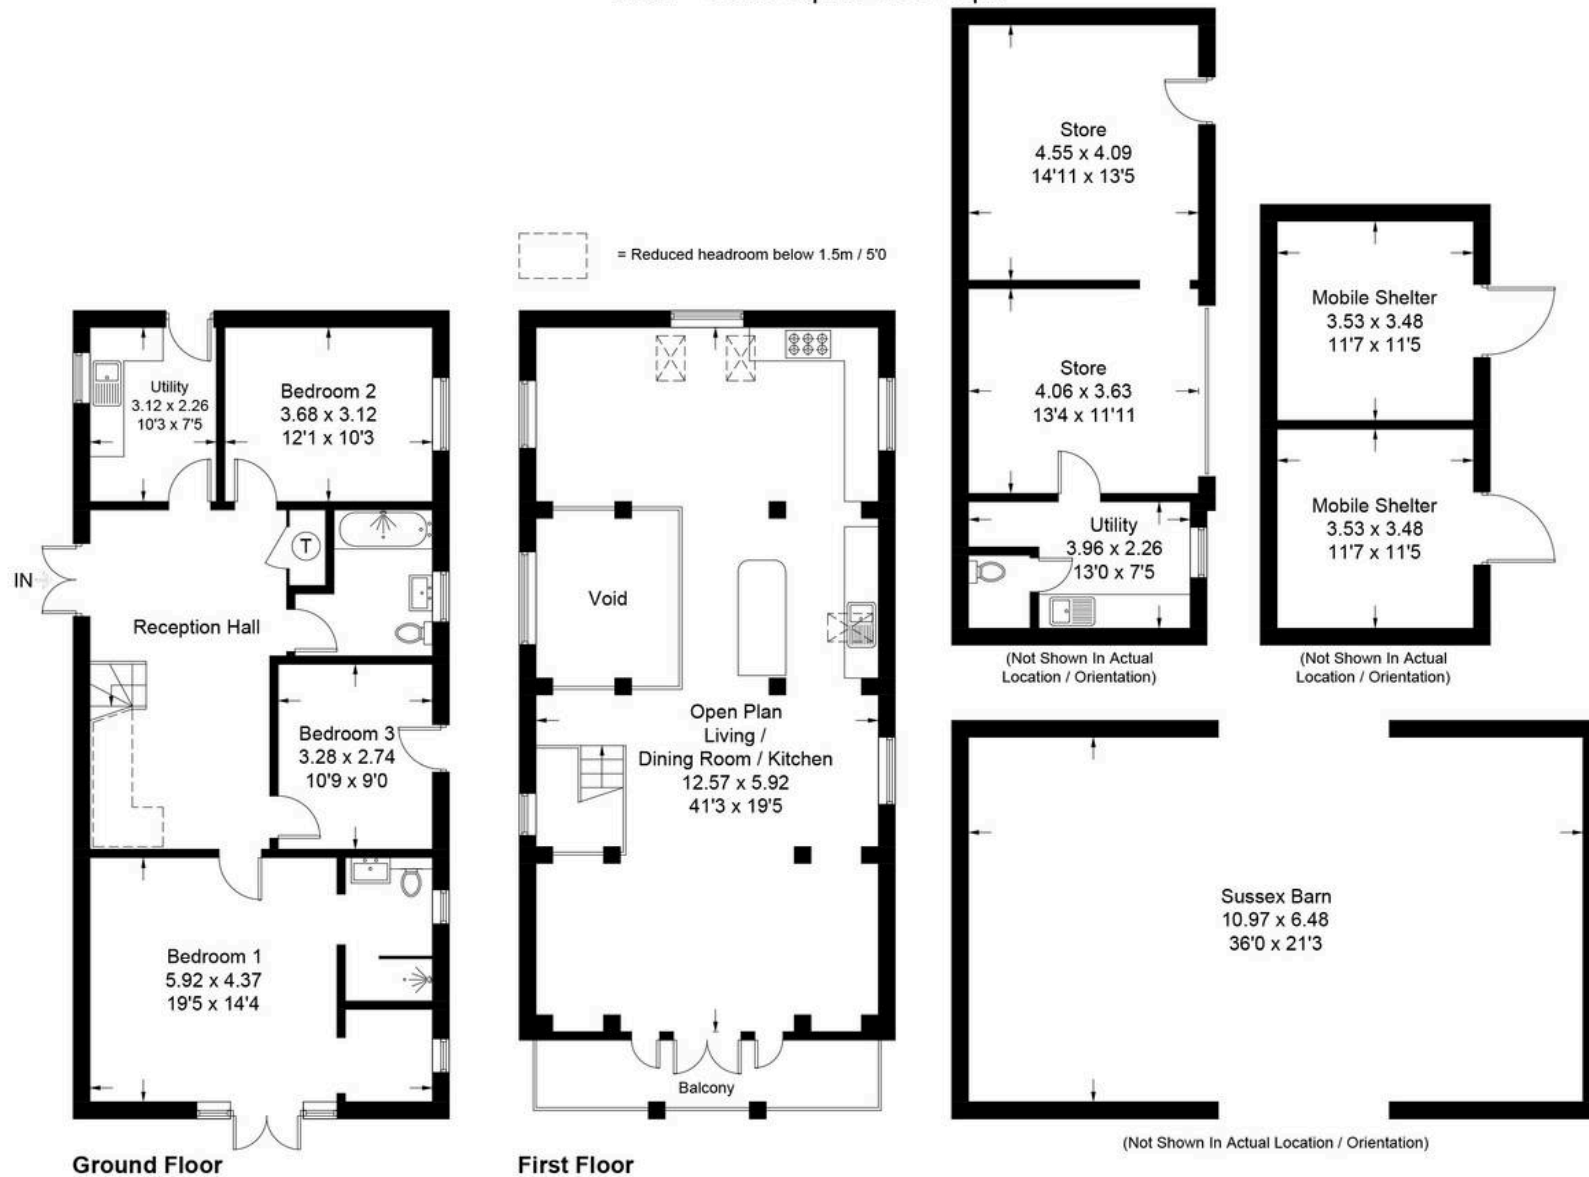 Store
4.55 x 4.09
14'11 x 13'5
= Reduced headroom below 1.5m / 5'0
Mobile Shelter
3.53 x 3.48
11'7 x 11'5
Utility
3.12 x 2.26
10'3 x 7'5
Bedroom 2
3.68 x 3.12
12'1 x 10'3
Store
4.06 x 3.63
13'4 x 11'11
Mobile Shelter
3.53 x 3.48
11'7 x 11'5
T
Utility
3.96 x 2.26
13'0 x 7'5
IN
Reception Hall
Void
(Not Shown In Actual
Location / Orientation)
(Not Shown In Actual
Location / Orientation)
Bedroom 3
3.28 x 2.74
10'9 x 9'0
Open Plan
Living /
Dining Room / Kitchen
12.57 x 5.92
41'3 x 19'5
Sussex Barn
10.97 x 6.48
36'0 x 21'3
Bedroom 1
5.92 x 4.37
19'5 x 14'4
Balcony
(Not Shown In Actual Location / Orientation)
Ground Floor
First Floor